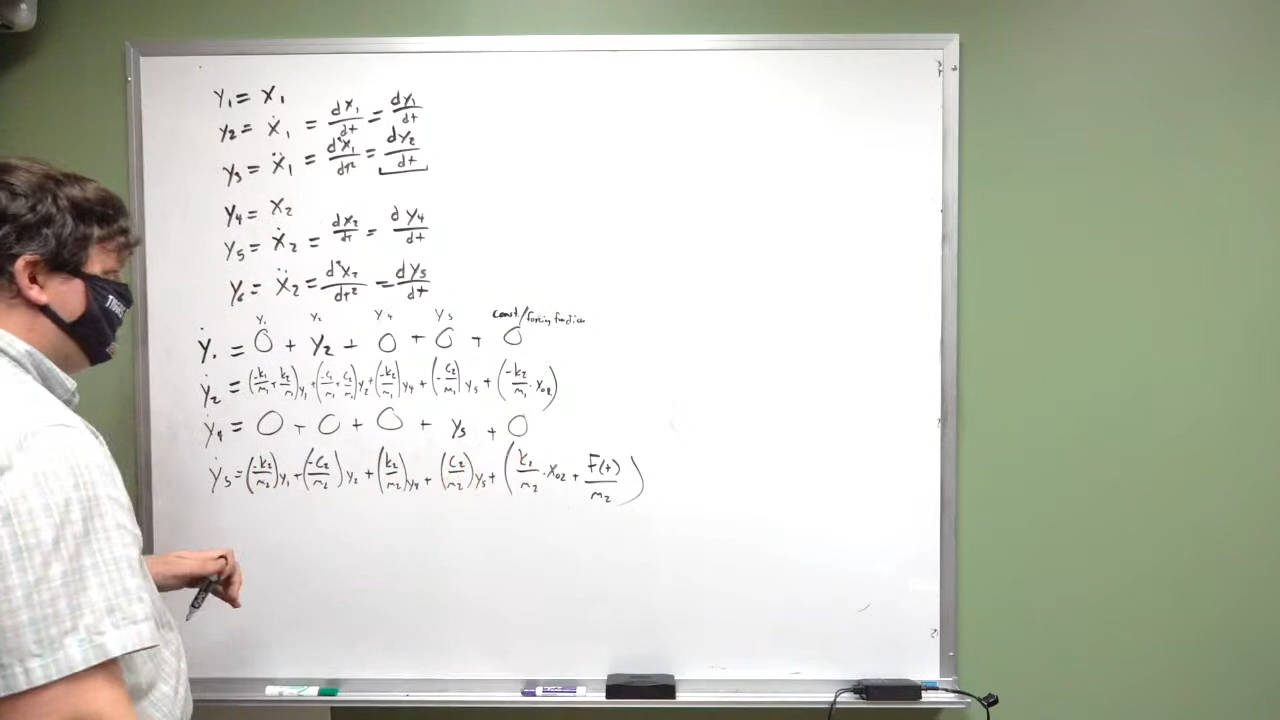 y₁ = x₁
y₂ = ẋ₁ = dx₁/dt = dy₁/dt
y₃ = ẍ₁ = d²x₁/dt² = dy₂/dt
y₄ = x₂
y₅ = ẋ₂ = dx₂/dt = dy₄/dt
y₆ = ẍ₂ = d²x₂/dt² = dy₅/dt
y₁ y₂ y₄ y₅ const./forcing function
ẏ₁ = 0 + y₂ + 0 + 0 + 0
ẏ₂ = (-k₁/m₁ + k₂/m₁)y₁ + (-c₁/m₁ + c₂/m₁)y₂ + (-k₂/m₁)y₄ + (-c₂/m₁)y₅ + (-k₂/m₁ · x₀₂)
ẏ₄ = 0 + 0 + 0 + y₅ + 0
ẏ₅ = (-k₂/m₂)y₁ + (-c₂/m₂)y₂ + (k₂/m₂)y₄ + (c₂/m₂)y₅ + (k₂/m₂ · x₀₂ + F(t)/m₂)